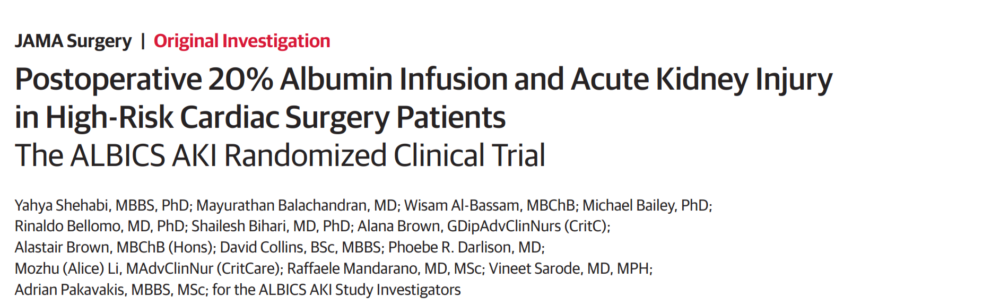 JAMA Surgery | Original Investigation
Postoperative 20% Albumin Infusion and Acute Kidney Injury
in High-Risk Cardiac Surgery Patients
The ALBICS AKI Randomized Clinical Trial
Yahya Shehabi, MBBS, PhD; Mayurathan Balachandran, MD; Wisam Al-Bassam, MBChB; Michael Bailey, PhD;
Rinaldo Bellomo, MD, PhD; Shailesh Bihari, MD, PhD; Alana Brown, GDipAdvClinNurs (CritC);
Alastair Brown, MBChB (Hons); David Collins, BSc, MBBS; Phoebe R. Darlison, MD;
Mozhu (Alice) Li, MAdvClinNur (CritCare); Raffaele Mandarano, MD, MSc; Vineet Sarode, MD, MPH;
Adrian Pakavakis, MBBS, MSc; for the ALBICS AKI Study Investigators